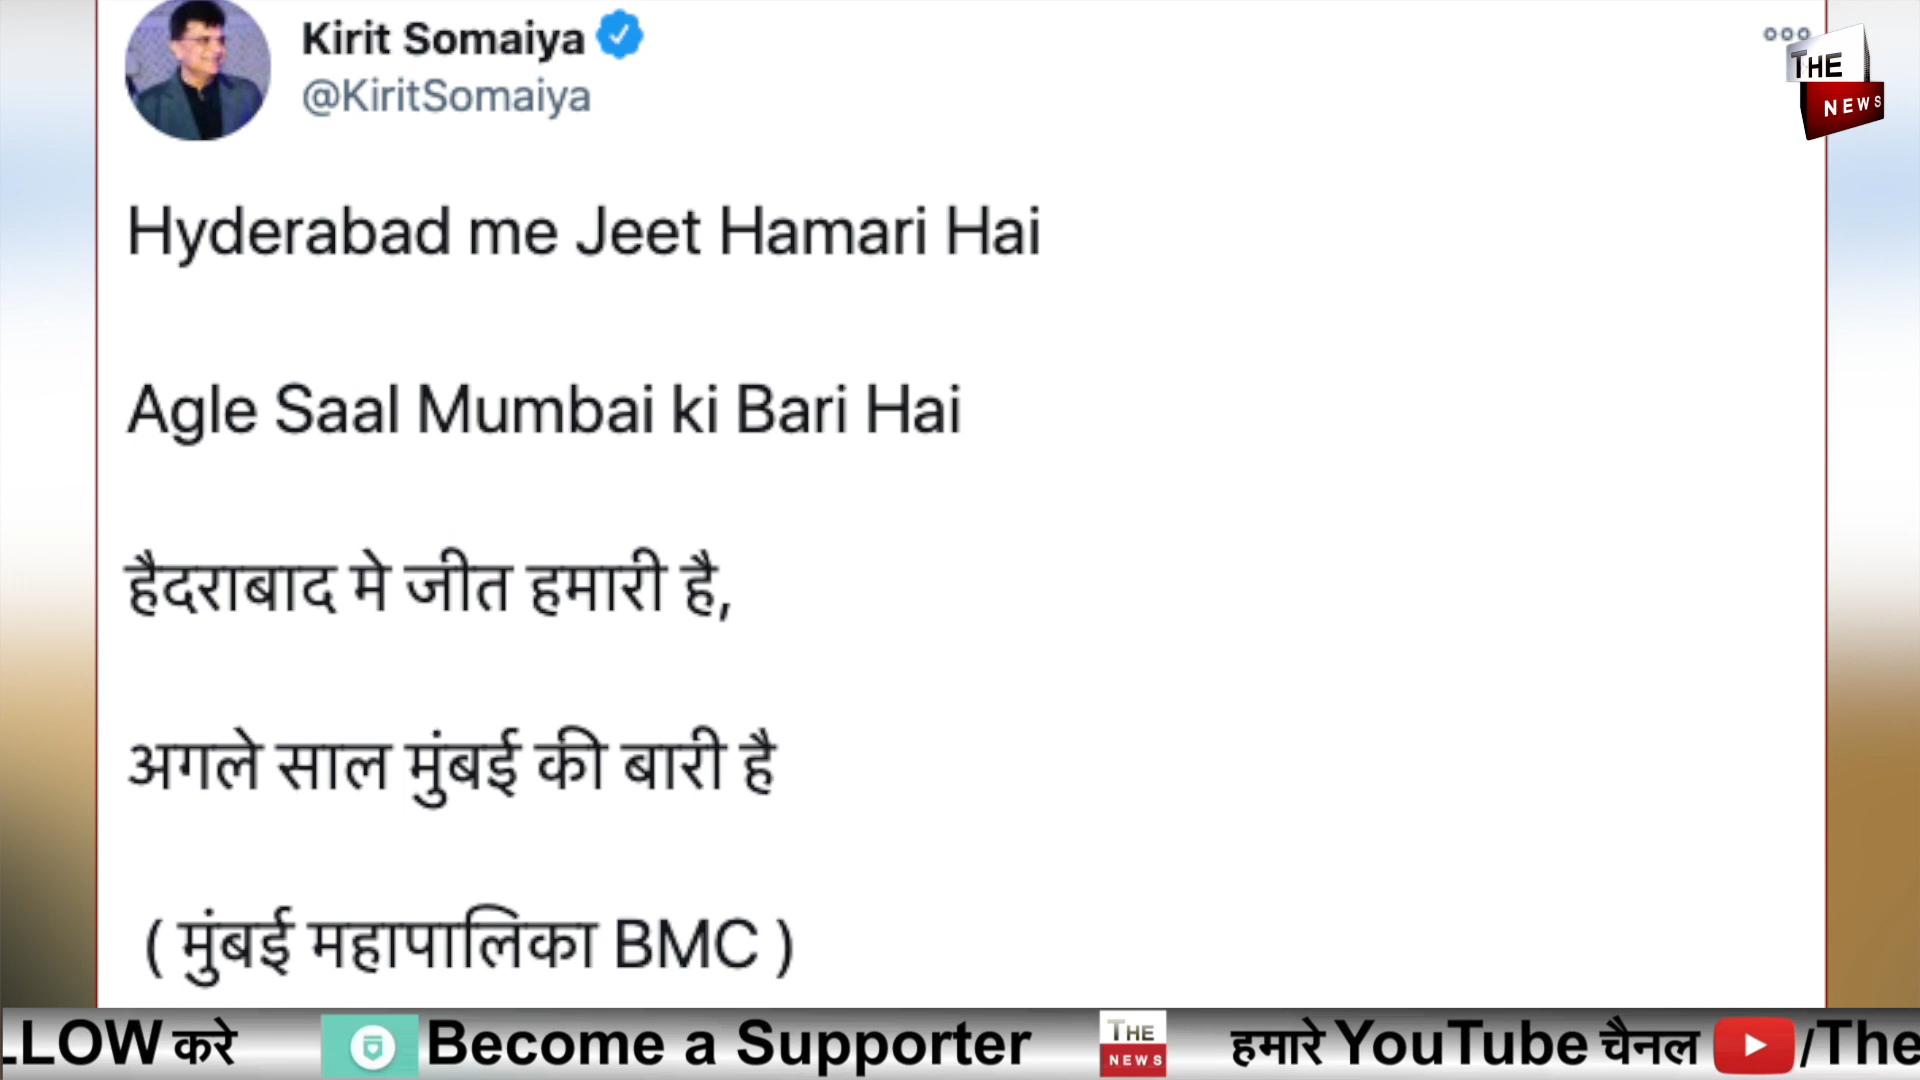 Kirit Somaiya
@KiritSomaiya
THE
NEWS
Hyderabad me Jeet Hamari Hai
Agle Saal Mumbai ki Bari Hai
हैदराबाद मे जीत हमारी है,
अगले साल मुंबई की बारी है
( मुंबई महापालिका BMC )
LLOW करे Become a Supporter THE NEWS हमारे YouTube चैनल /The